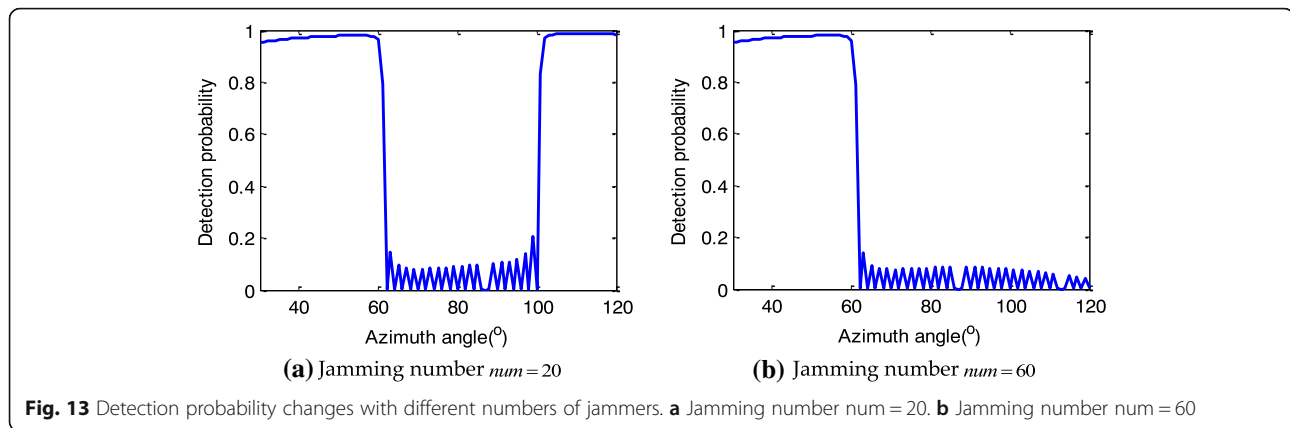 1
0.8
0.6
0.4
0.2
0
Detection probability
40 60 80 100 120
Azimuth angle(o)
(a) Jamming number num = 20
1
0.8
0.6
0.4
0.2
0
Detection probability
40 60 80 100 120
Azimuth angle(o)
(b) Jamming number num = 60
Fig. 13 Detection probability changes with different numbers of jammers. a Jamming number num = 20. b Jamming number num = 60